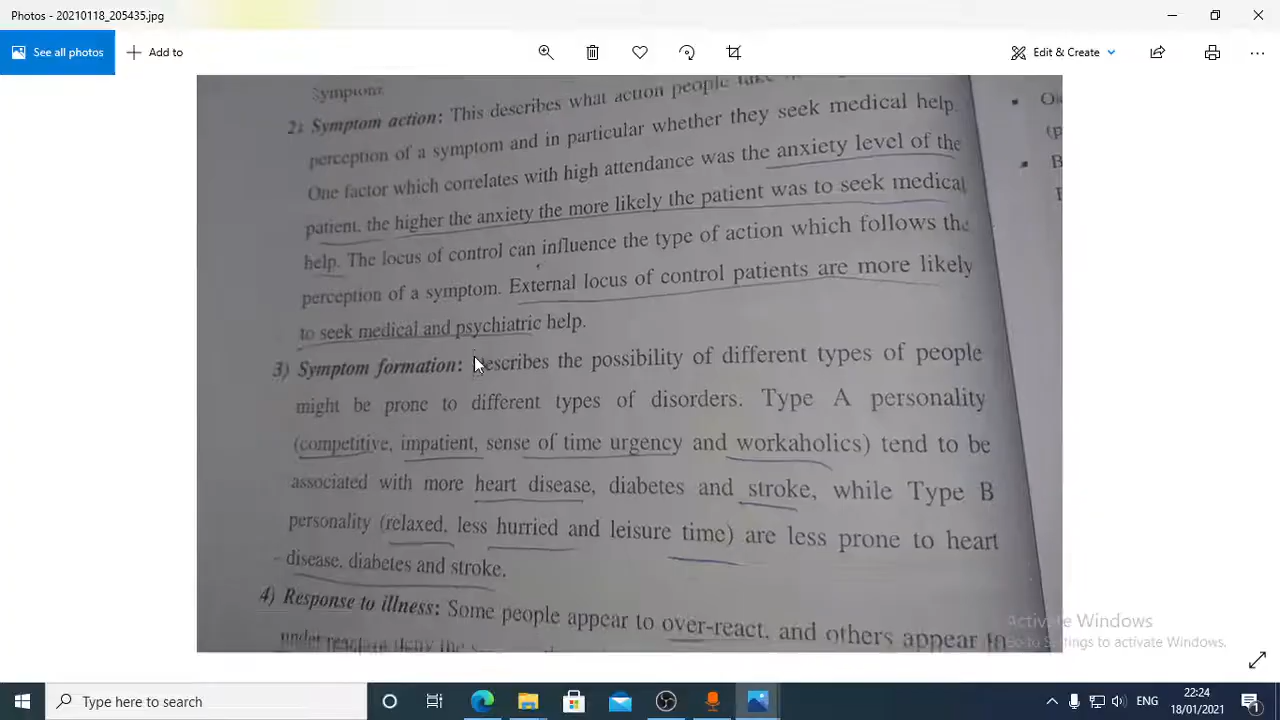 Photos - 20210118_205435.jpg
See all photos
Add to
Edit & Create
Symptom
2: Symptom action: This describes what action people take
perception of a symptom and in particular whether they seek medical help.
One factor which correlates with high attendance was the anxiety level of the
patient. the higher the anxiety the more likely the patient was to seek medical
help. The locus of control can influence the type of action which follows the
perception of a symptom. External locus of control patients are more likely
to seek medical and psychiatric help.
3) Symptom formation: Describes the possibility of different types of people
might be prone to different types of disorders. Type A personality
(competitive, impatient, sense of time urgency and workaholics) tend to be
associated with more heart disease, diabetes and stroke, while Type B
personality (relaxed, less hurried and leisure time) are less prone to heart
disease, diabetes and stroke.
4) Response to illness: Some people appear to over-react, and others appear
deny the
(p
B
Activate Windows
Go to Settings to activate Windows.
Type here to search
ENG
22:24
18/01/2021
1